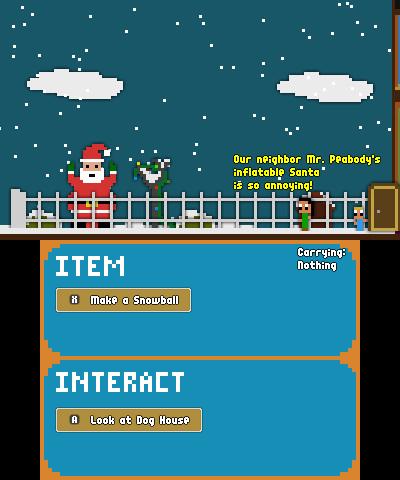 Our neighbor Mr. Peabody's
inflatable Santa
is so annoying!
Carrying:
Nothing
ITEM
X Make a Snowball
INTERACT
A Look at Dog House